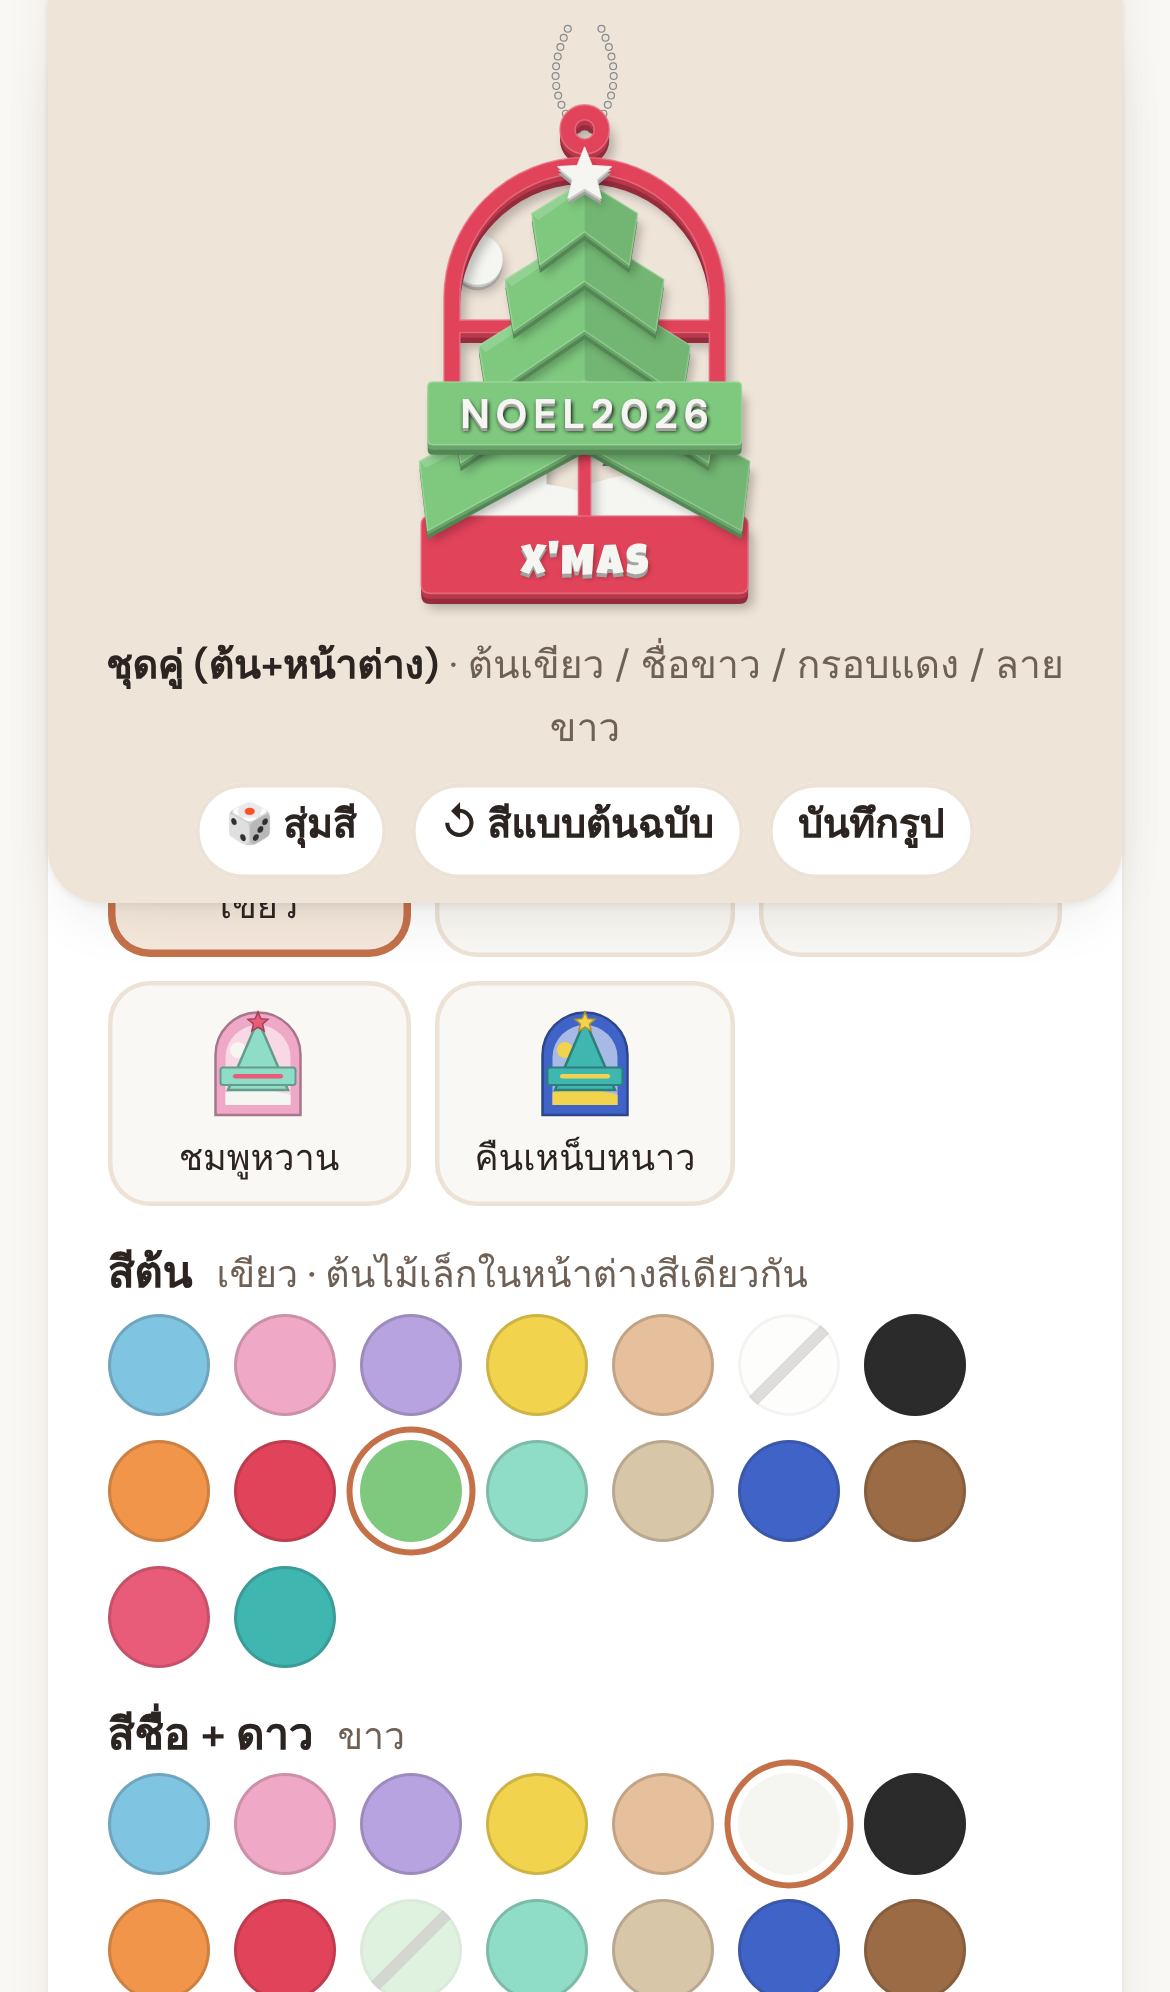 NOEL2026
X'MAS
ชุดคู่ (ต้น+หน้าต่าง) · ต้นเขียว / ชื่อขาว / กรอบแดง / ลาย
ขาว
สุ่มสี
สีแบบต้นฉบับ
บันทึกรูป
เขียว
ชมพูหวาน
คืนเหน็บหนาว
สีต้น เขียว · ต้นไม้เล็กในหน้าต่างสีเดียวกัน
สีชื่อ + ดาว ขาว